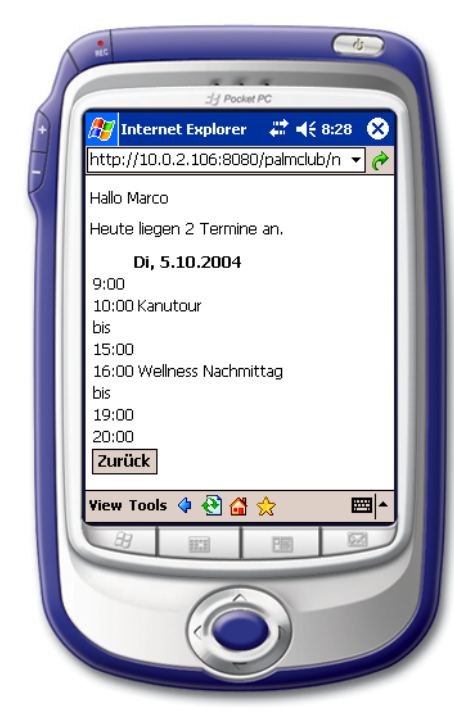 REC
Pocket PC
Internet Explorer 8:28
http://10.0.2.106:8080/palmclub/n
Hallo Marco
Heute liegen 2 Termine an.
Di, 5.10.2004
9:00
10:00 Kanutour
bis
15:00
16:00 Wellness Nachmittag
bis
19:00
20:00
Zurück
View Tools